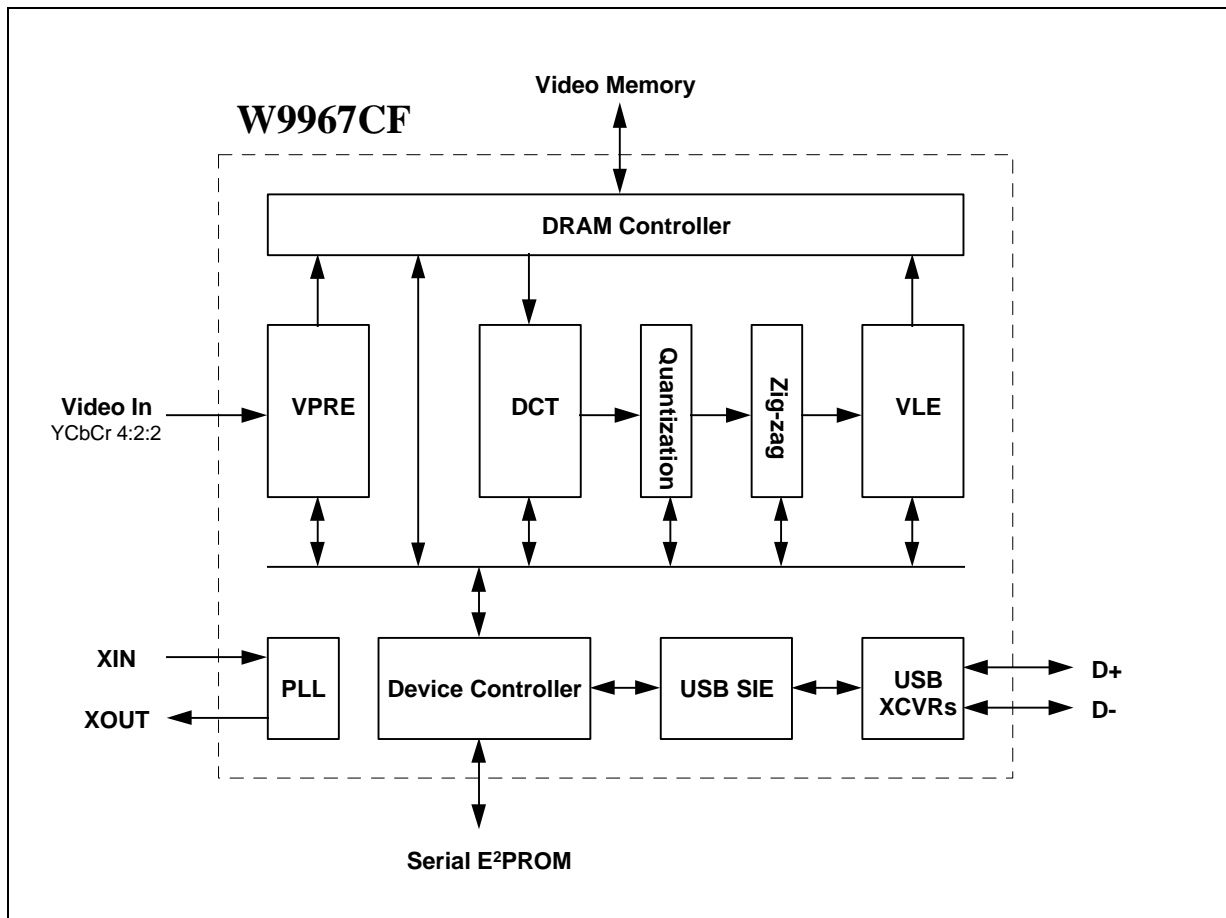 Video Memory
W9967CF
DRAM Controller
VPRE
DCT
Quantization
Zig-zag
VLE
Video In
YCbCr 4:2:2
XIN
XOUT
PLL
Device Controller
USB SIE
USB
XCVRs
D+
D-
Serial E²PROM